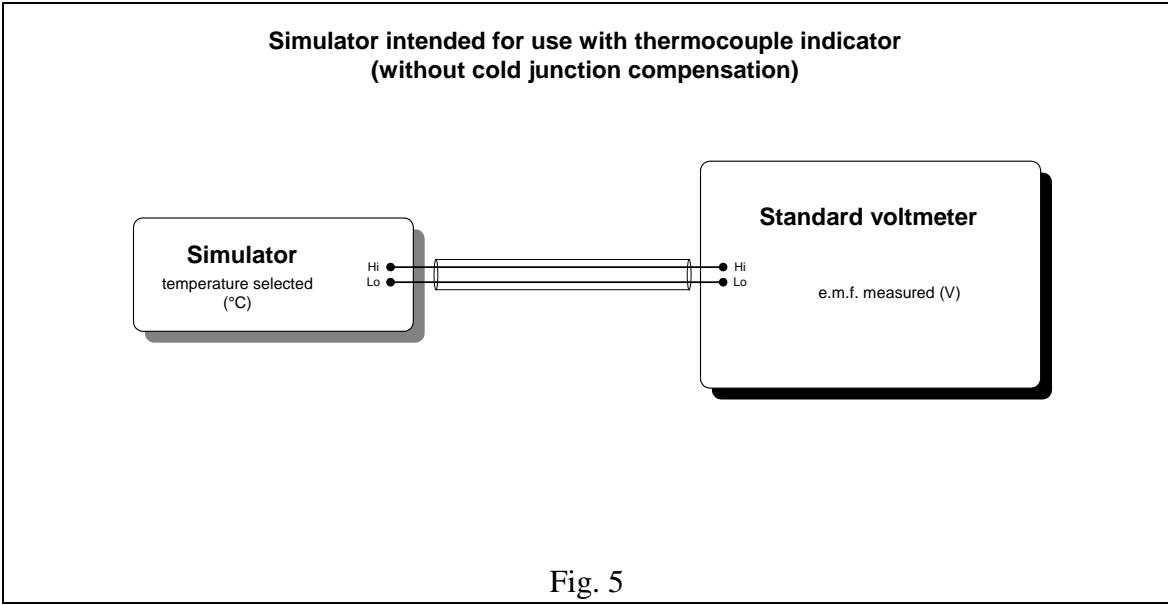 Simulator intended for use with thermocouple indicator
(without cold junction compensation)
Standard voltmeter
Simulator
temperature selected
(°C)
Hi
Lo
Hi
Lo
e.m.f. measured (V)
Fig. 5